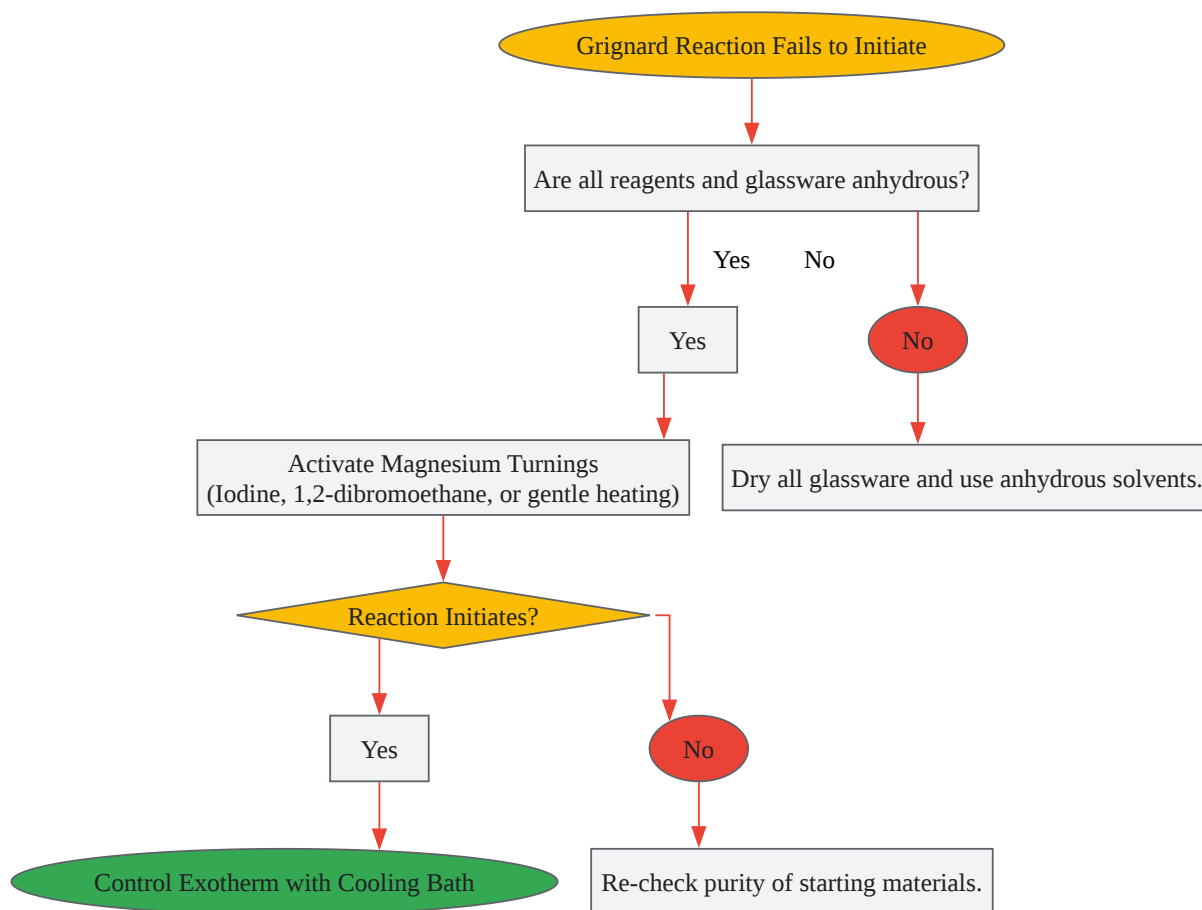 Grignard Reaction Fails to Initiate
Are all reagents and glassware anhydrous?
Yes
No
Yes
No
Activate Magnesium Turnings
(Iodine, 1,2-dibromoethane, or gentle heating)
Dry all glassware and use anhydrous solvents.
Reaction Initiates?
Yes
No
Control Exotherm with Cooling Bath
Re-check purity of starting materials.